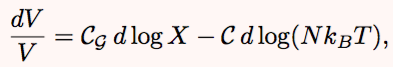 dV/V = 𝒞_𝒢 d log X − 𝒞 d log(Nk_BT),